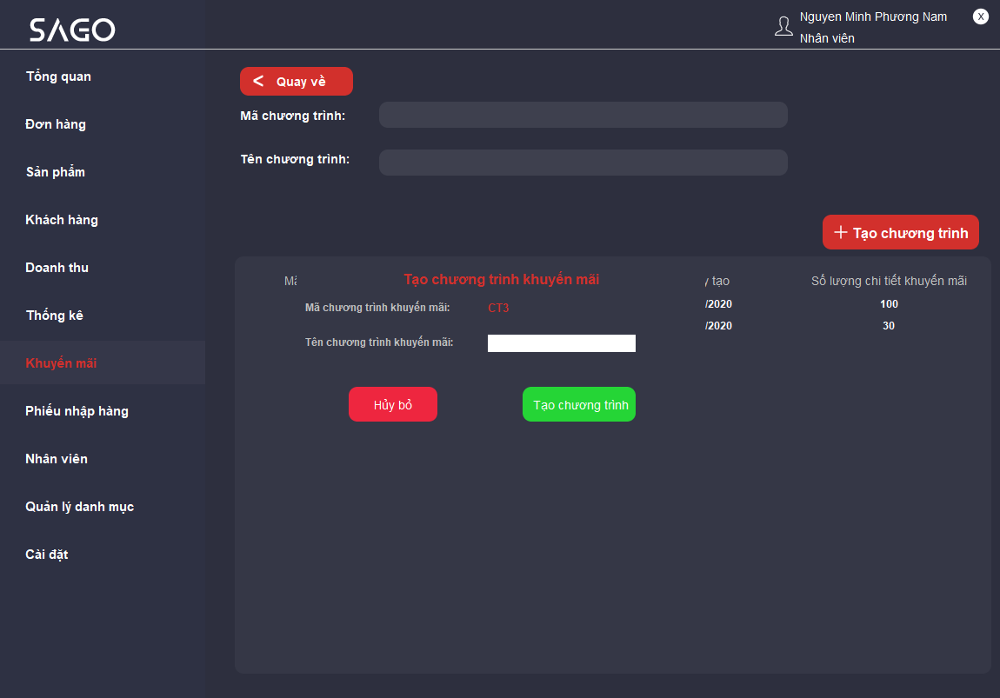 SAGO
Nguyen Minh Phương Nam
X
Nhân viên
Tổng quan
Đơn hàng
Sản phẩm
Khách hàng
Doanh thu
Thống kê
Khuyến mãi
Phiếu nhập hàng
Nhân viên
Quản lý danh mục
Cài đặt
< Quay về
Mã chương trình:
Tên chương trình:
+ Tạo chương trình
Tạo chương trình khuyến mãi
Mã chương trình khuyến mãi: CT3
Tên chương trình khuyến mãi:
Hủy bỏ
Tạo chương trình
tạo
Số lượng chi tiết khuyến mãi
/2020 100
/2020 30